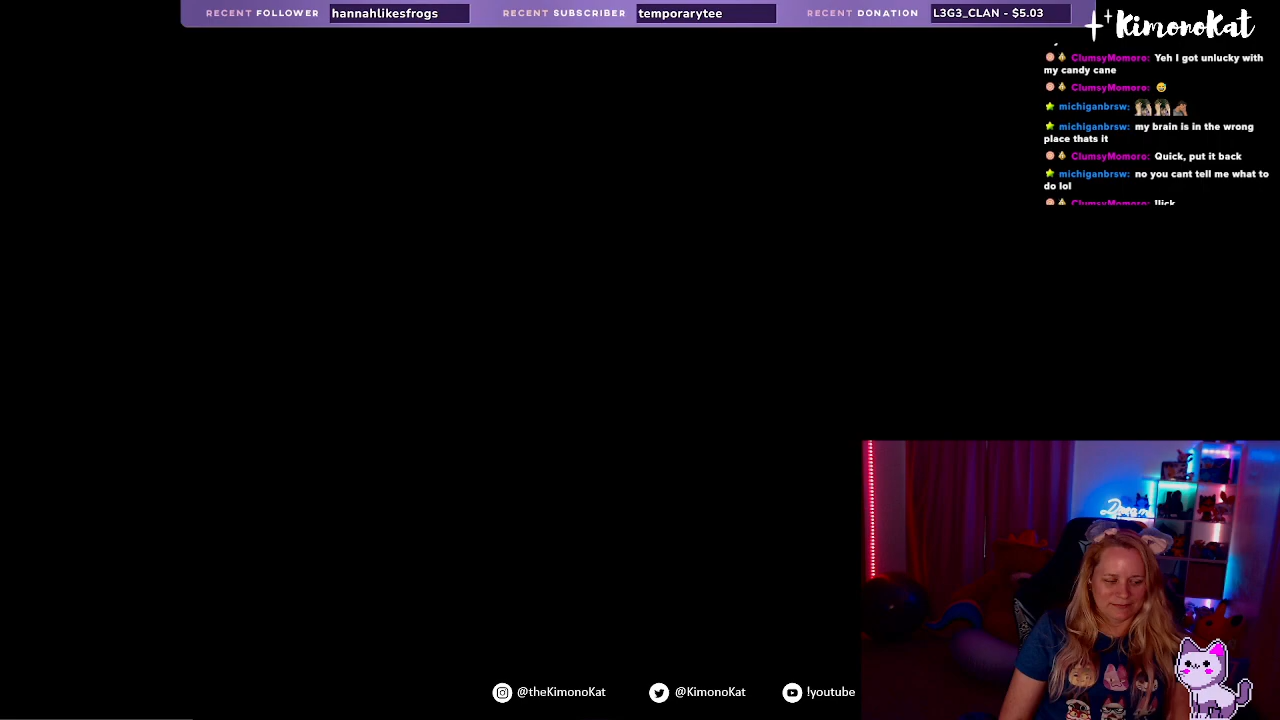 RECENT FOLLOWER hannahlikesfrogs RECENT SUBSCRIBER temporarytee RECENT DONATION L3G3_CLAN - $5.03
KimonoKat
ClumsyMomoro: Yeh I got unlucky with
my candy cane
ClumsyMomoro:
michiganbrsw:
michiganbrsw: my brain is in the wrong
place thats it
ClumsyMomoro: Quick, put it back
michiganbrsw: no you cant tell me what to
do lol
ClumsyMomoro:
Dream
@theKimonoKat @KimonoKat !youtube